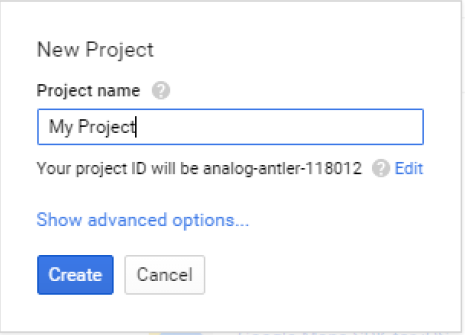 New Project
Project name ?
My Project
Your project ID will be analog-antler-118012 ? Edit
Show advanced options...
Create Cancel